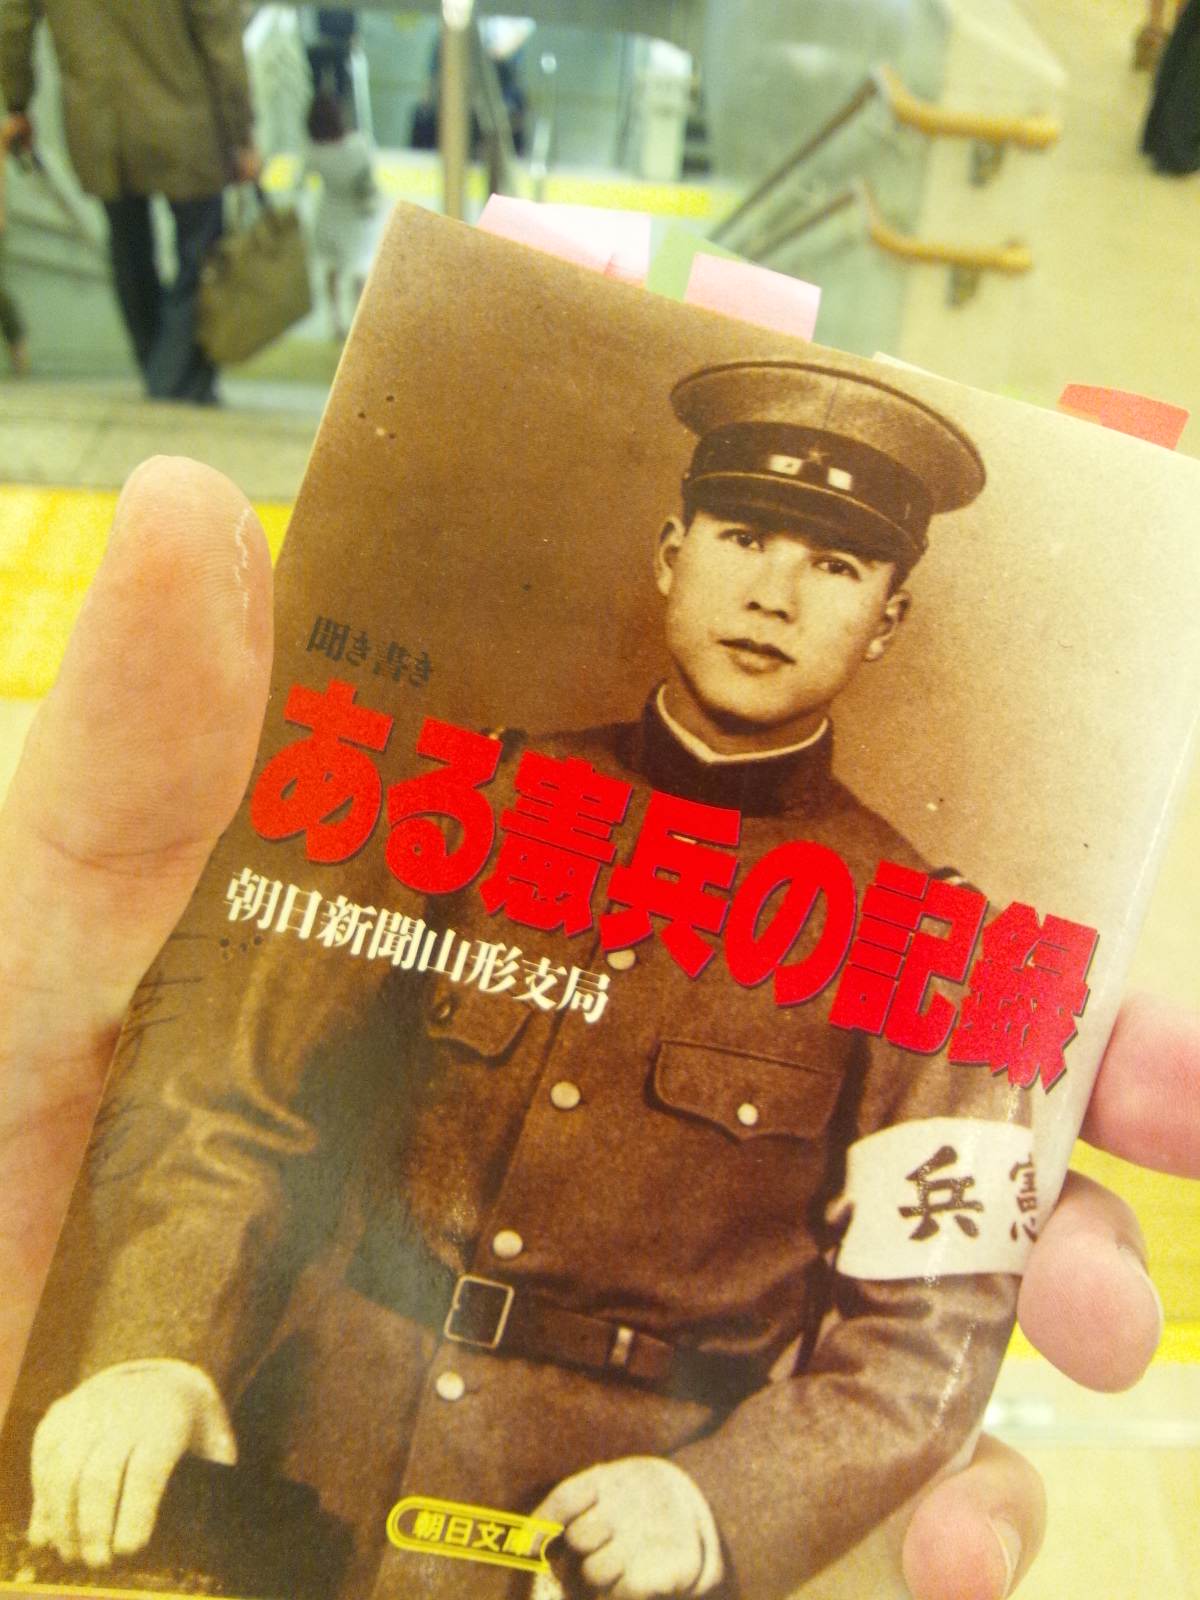 聞き書き
ある憲兵の記録
朝日新聞山形支局
兵憲
朝日文庫